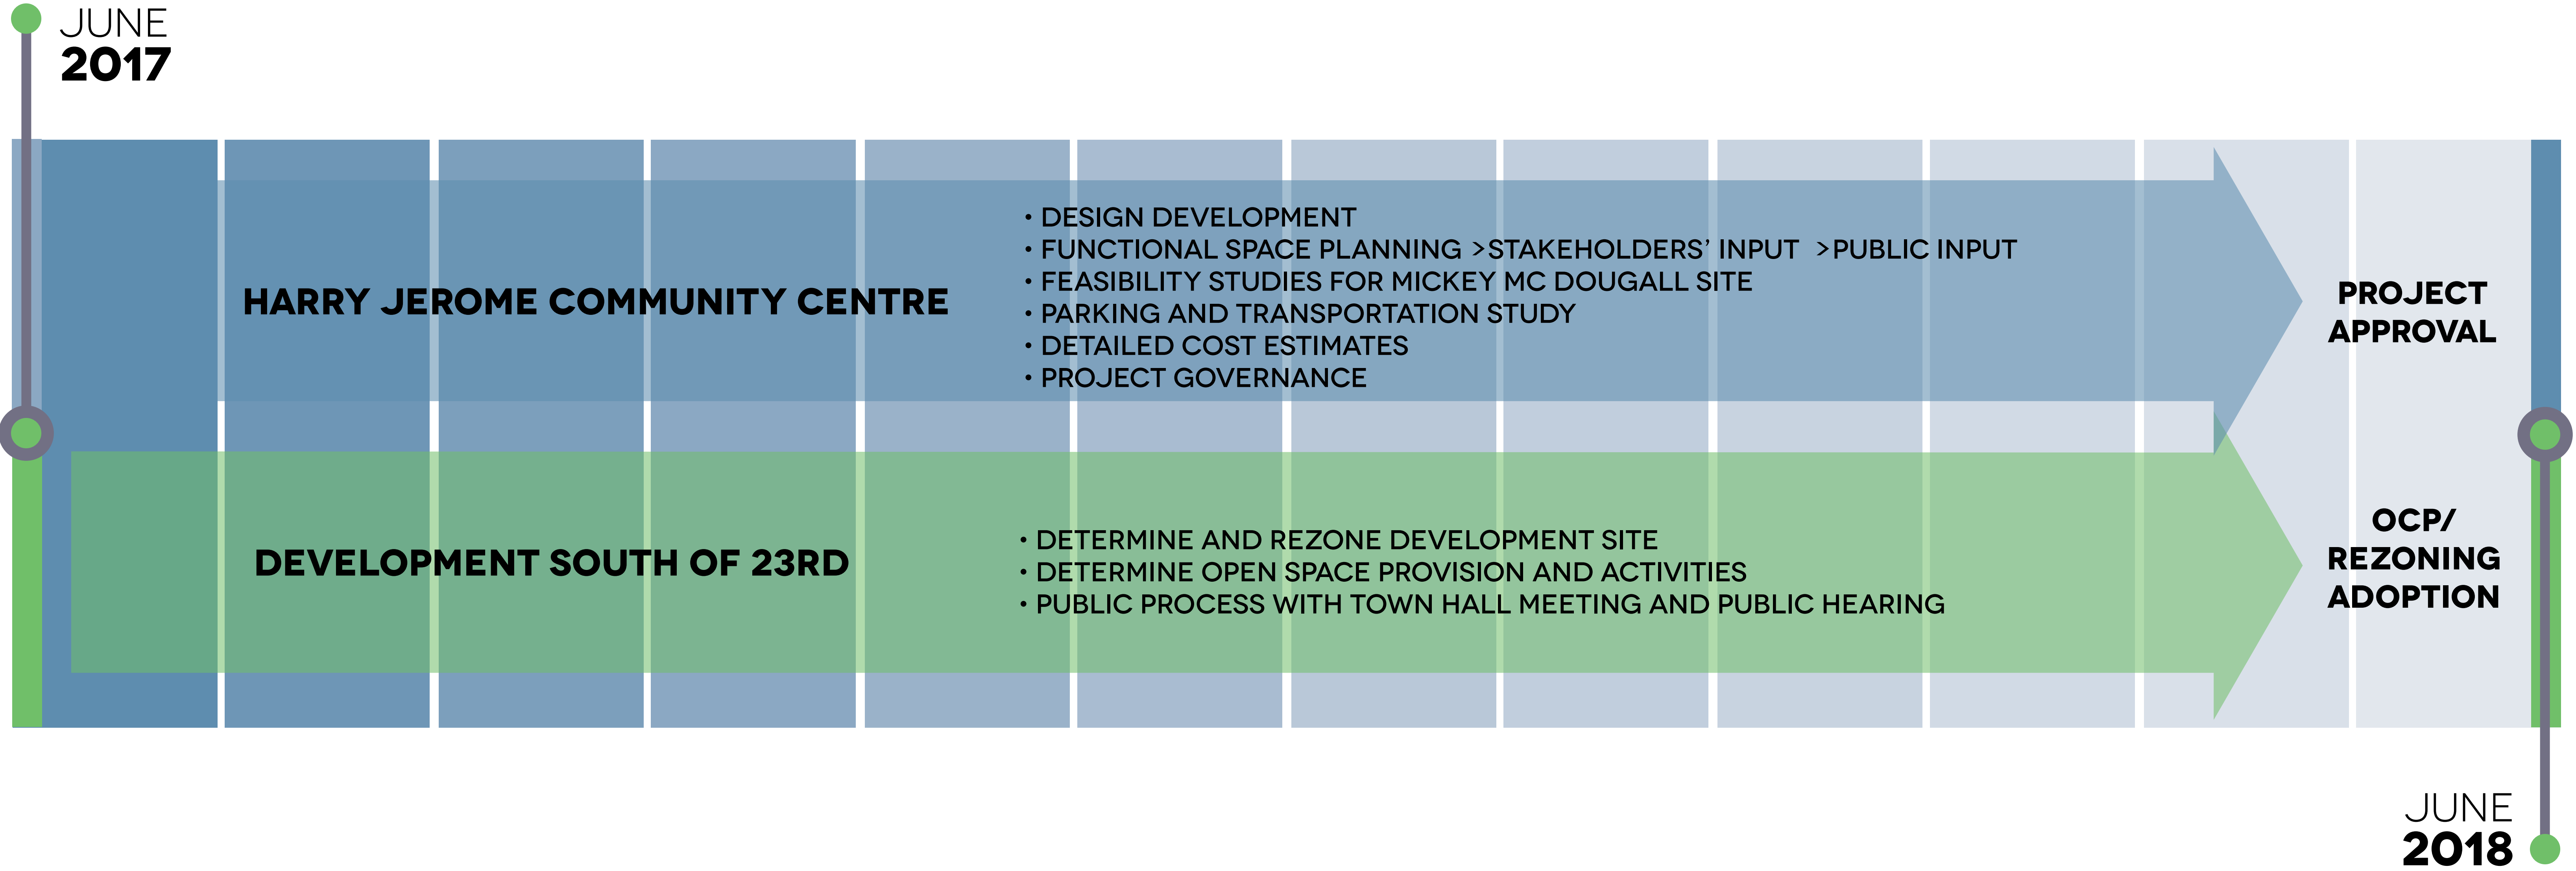 JUNE
2017
HARRY JEROME COMMUNITY CENTRE
• DESIGN DEVELOPMENT
• FUNCTIONAL SPACE PLANNING >STAKEHOLDERS' INPUT >PUBLIC INPUT
• FEASIBILITY STUDIES FOR MICKEY MC DOUGALL SITE
• PARKING AND TRANSPORTATION STUDY
• DETAILED COST ESTIMATES
• PROJECT GOVERNANCE
PROJECT
APPROVAL
DEVELOPMENT SOUTH OF 23RD
• DETERMINE AND REZONE DEVELOPMENT SITE
• DETERMINE OPEN SPACE PROVISION AND ACTIVITIES
• PUBLIC PROCESS WITH TOWN HALL MEETING AND PUBLIC HEARING
OCP/
REZONING
ADOPTION
JUNE
2018